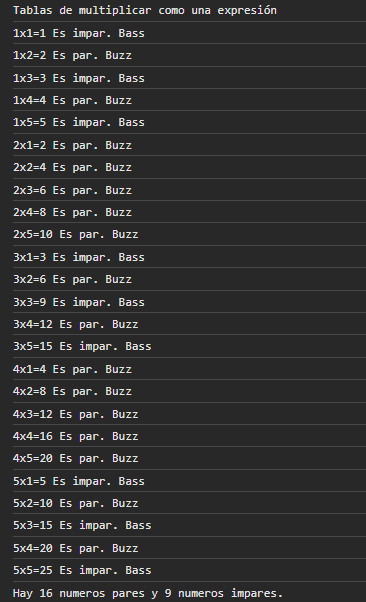 Tablas de multiplicar como una expresión
1x1=1 Es impar. Bass
1x2=2 Es par. Buzz
1x3=3 Es impar. Bass
1x4=4 Es par. Buzz
1x5=5 Es impar. Bass
2x1=2 Es par. Buzz
2x2=4 Es par. Buzz
2x3=6 Es par. Buzz
2x4=8 Es par. Buzz
2x5=10 Es par. Buzz
3x1=3 Es impar. Bass
3x2=6 Es par. Buzz
3x3=9 Es impar. Bass
3x4=12 Es par. Buzz
3x5=15 Es impar. Bass
4x1=4 Es par. Buzz
4x2=8 Es par. Buzz
4x3=12 Es par. Buzz
4x4=16 Es par. Buzz
4x5=20 Es par. Buzz
5x1=5 Es impar. Bass
5x2=10 Es par. Buzz
5x3=15 Es impar. Bass
5x4=20 Es par. Buzz
5x5=25 Es impar. Bass
Hay 16 numeros pares y 9 numeros impares.